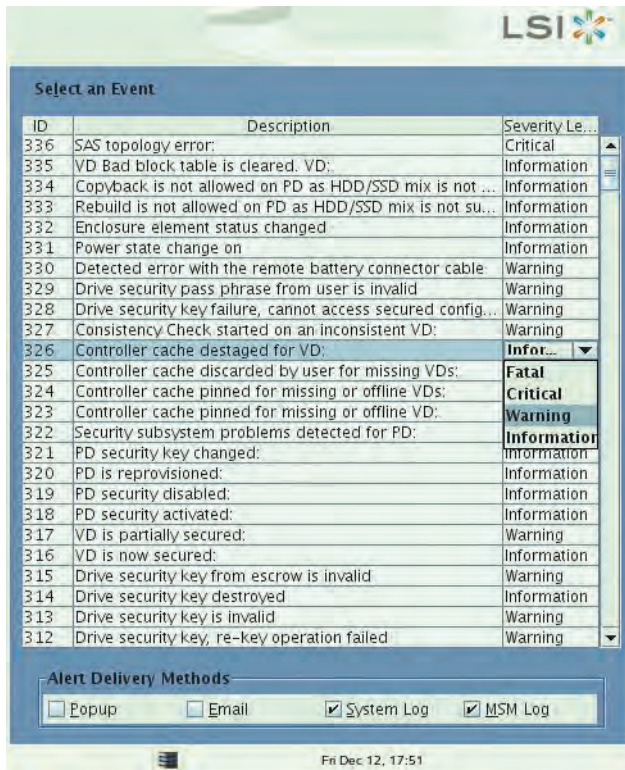 LSI
Select an Event
ID Description Severity Le...
336 SAS topology error: Critical
335 VD Bad block table is cleared. VD: Information
334 Copyback is not allowed on PD as HDD/SSD mix is not ... Information
333 Rebuild is not allowed on PD as HDD/SSD mix is not su... Information
332 Enclosure element status changed Information
331 Power state change on Information
330 Detected error with the remote battery connector cable Warning
329 Drive security pass phrase from user is invalid Warning
328 Drive security key failure, cannot access secured config... Warning
327 Consistency Check started on an inconsistent VD: Warning
326 Controller cache destaged for VD: Infor...
325 Controller cache discarded by user for missing VDs: Fatal
324 Controller cache pinned for missing or offline VDs: Critical
323 Controller cache pinned for missing or offline VD: Warning
322 Security subsystem problems detected for PD: Information
321 PD security key changed: Information
320 PD is reprovisioned: Information
319 PD security disabled: Information
318 PD security activated: Information
317 VD is partially secured: Warning
316 VD is now secured: Information
315 Drive security key from escrow is invalid Warning
314 Drive security key destroyed Information
313 Drive security key is invalid Warning
312 Drive security key, re-key operation failed Warning
Alert Delivery Methods
Popup Email System Log MSM Log
Fri Dec 12, 17:51